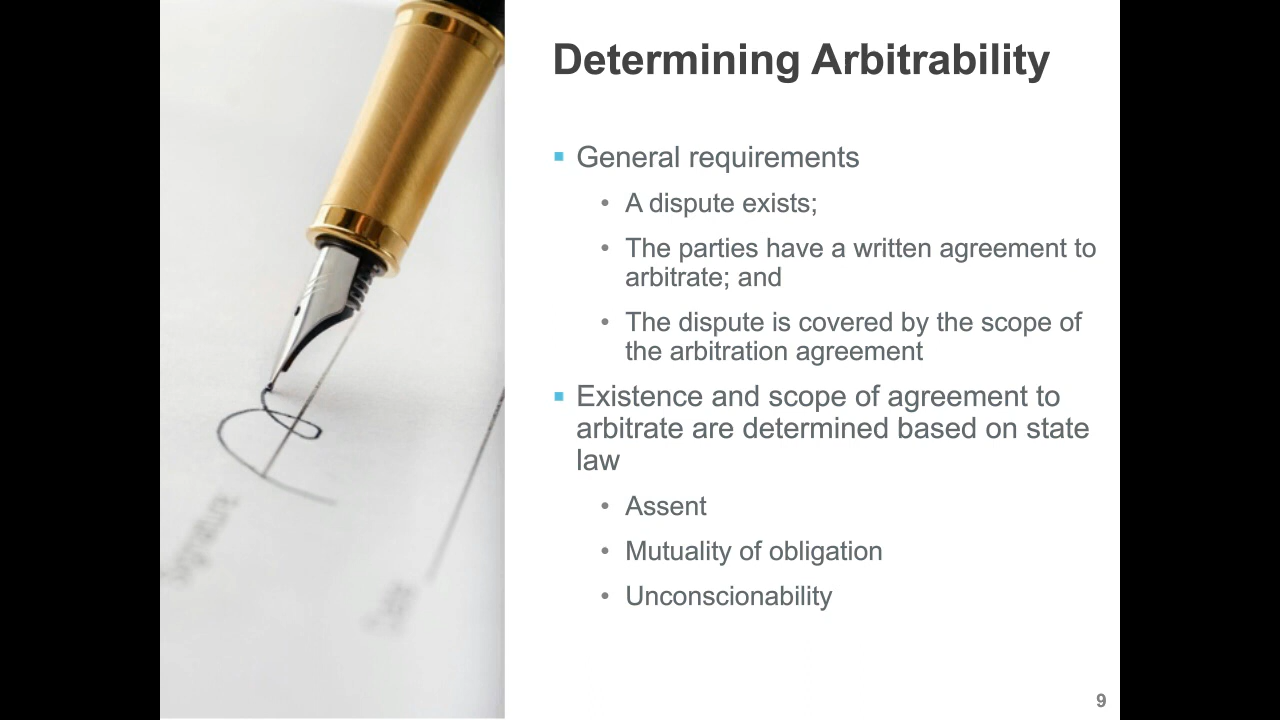 Determining Arbitrability
▪ General requirements
• A dispute exists;
• The parties have a written agreement to
arbitrate; and
• The dispute is covered by the scope of
the arbitration agreement
▪ Existence and scope of agreement to
arbitrate are determined based on state
law
• Assent
• Mutuality of obligation
• Unconscionability
9